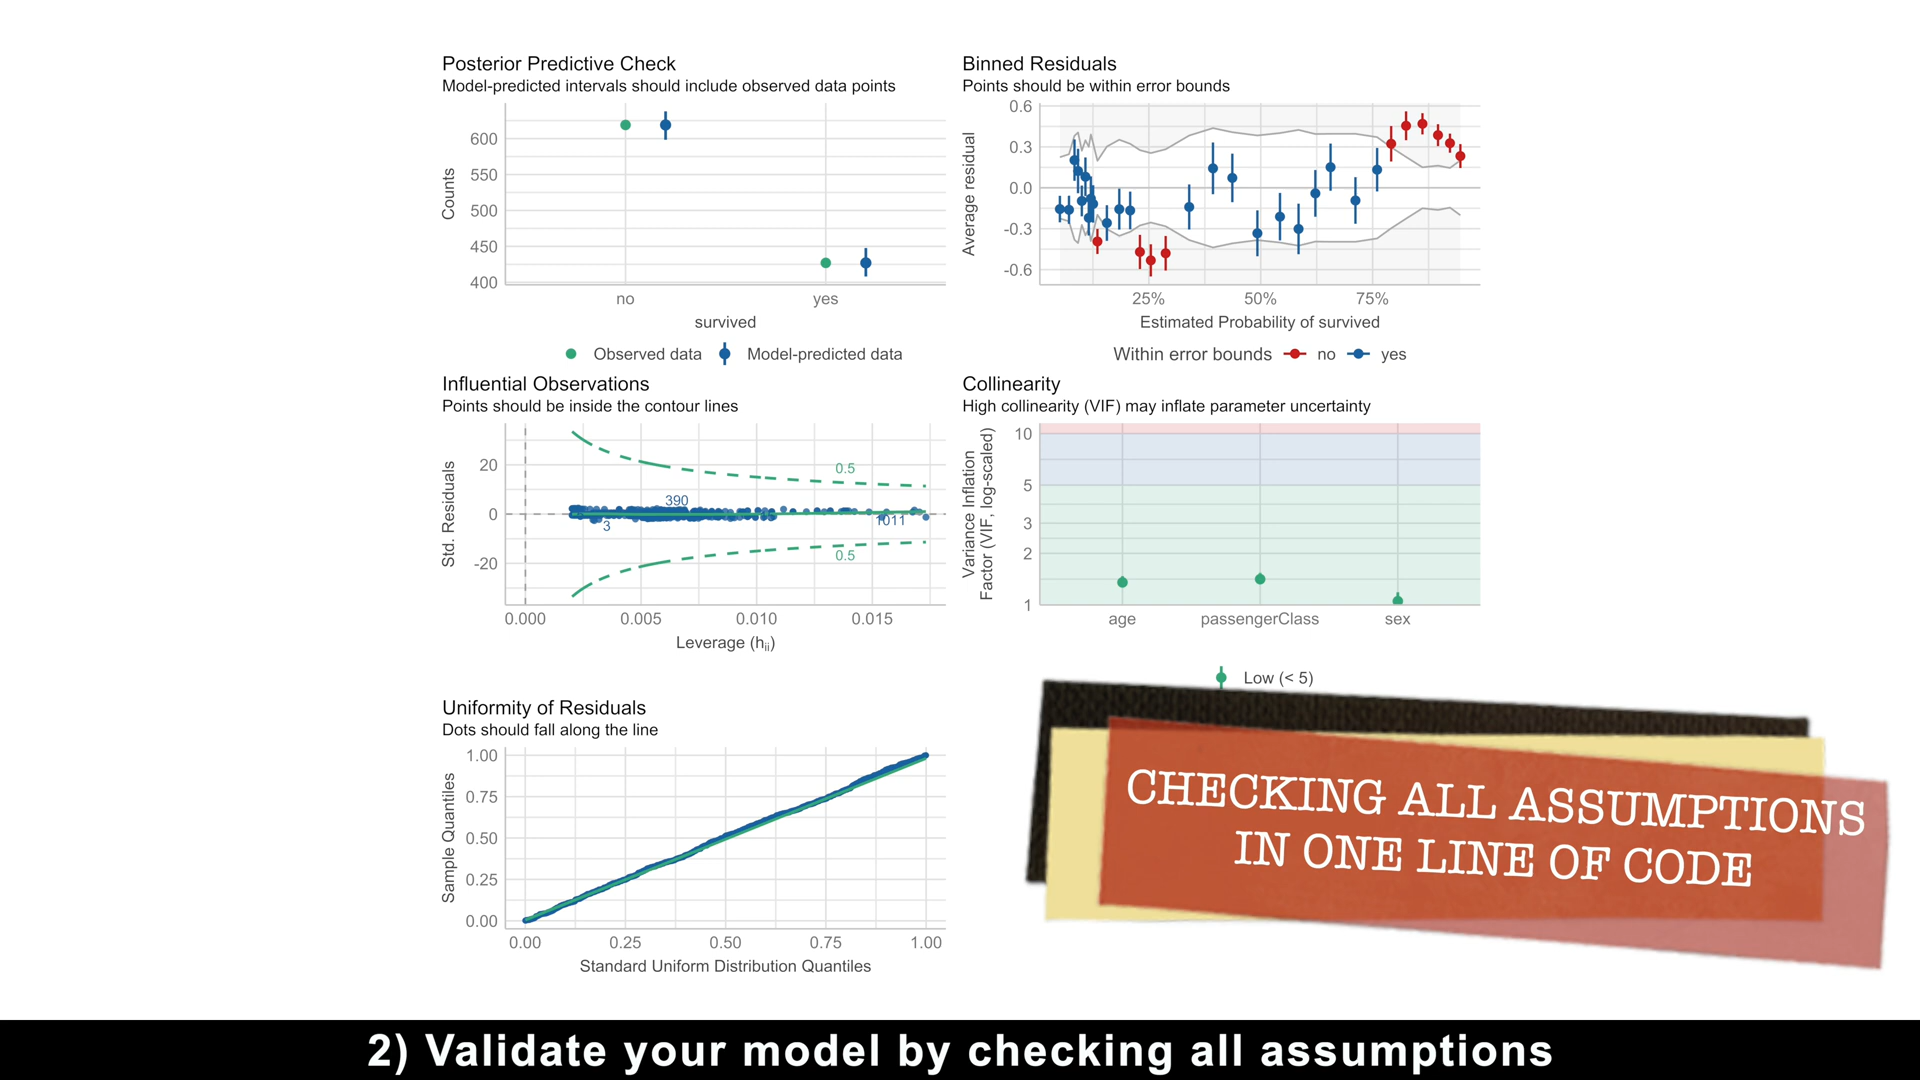 Posterior Predictive Check
Model-predicted intervals should include observed data points
Counts
600
550
500
450
400
no
yes
survived
Observed data
Model-predicted data
Binned Residuals
Points should be within error bounds
Average residual
0.6
0.3
0.0
-0.3
-0.6
25%
50%
75%
Estimated Probability of survived
Within error bounds
no
yes
Influential Observations
Points should be inside the contour lines
Std. Residuals
20
0
-20
0.5
390
3
1011
0.5
0.000
0.005
0.010
0.015
Leverage (hii)
Collinearity
High collinearity (VIF) may inflate parameter uncertainty
Variance Inflation
Factor (VIF, log-scaled)
10
5
3
2
1
age
passengerClass
sex
Low (< 5)
Uniformity of Residuals
Dots should fall along the line
Sample Quantiles
1.00
0.75
0.50
0.25
0.00
0.00
0.25
0.50
0.75
1.00
Standard Uniform Distribution Quantiles
CHECKING ALL ASSUMPTIONS
IN ONE LINE OF CODE
2) Validate your model by checking all assumptions